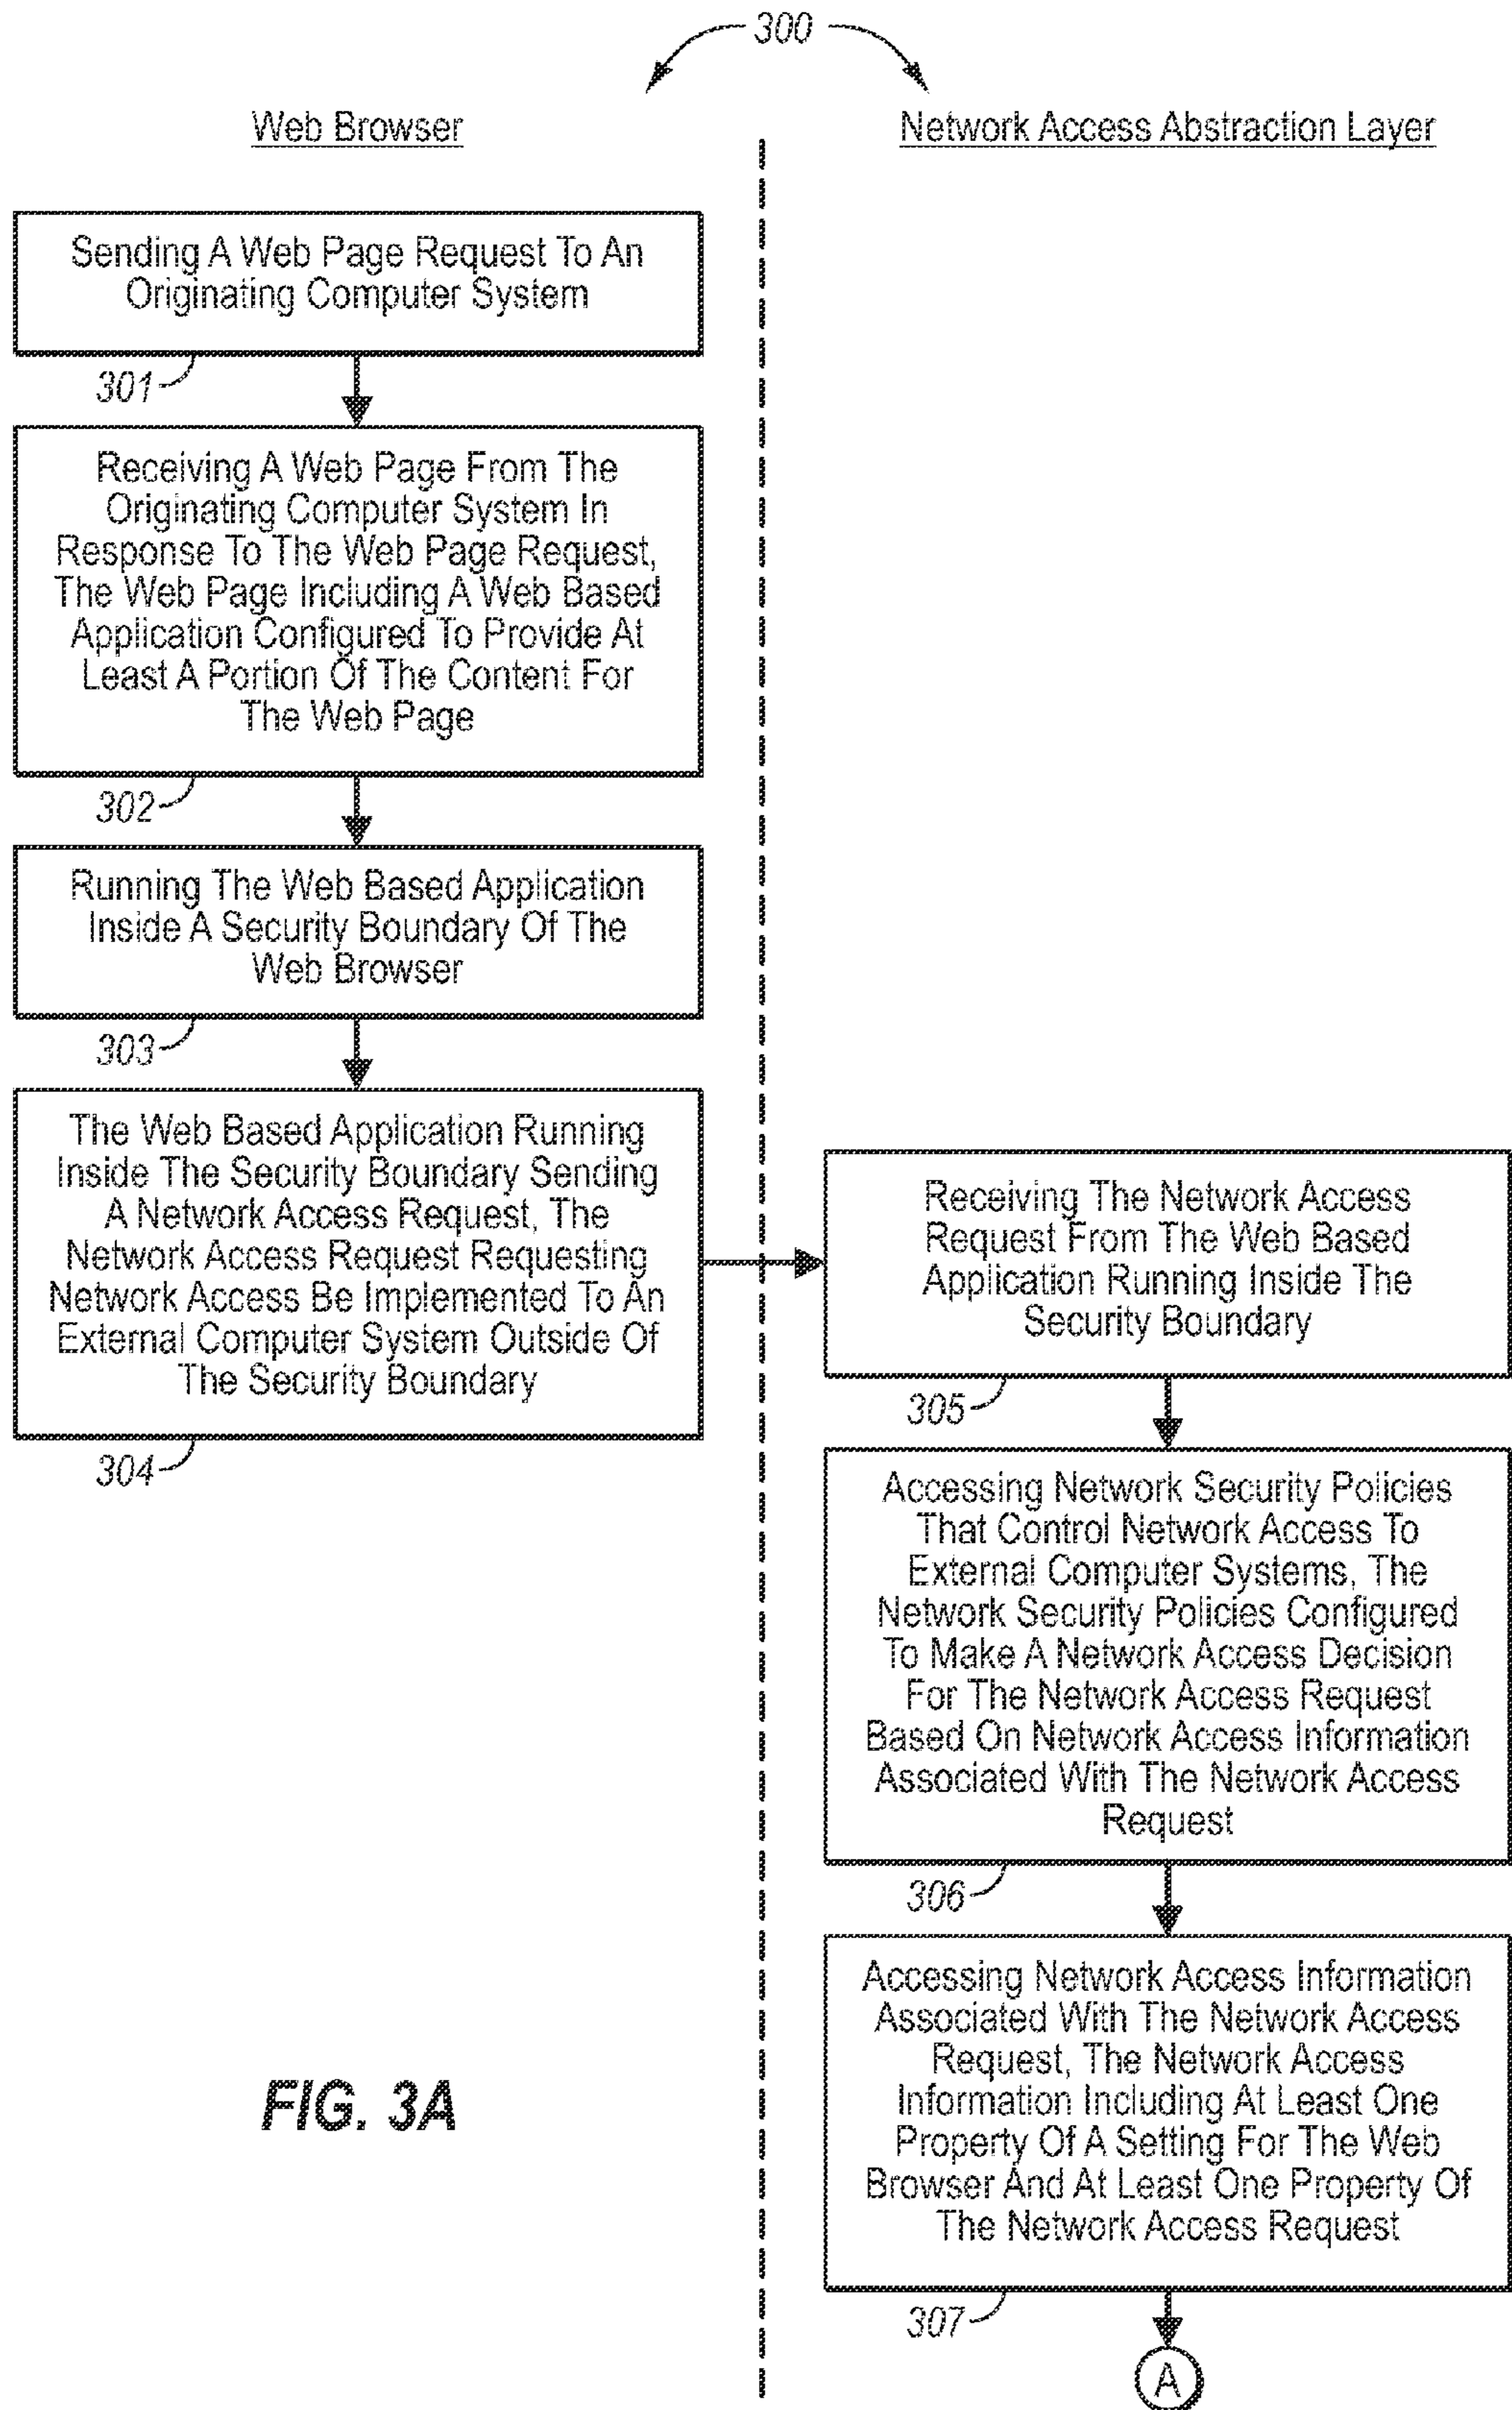 300
Web Browser
Network Access Abstraction Layer
Sending A Web Page Request To An
Originating Computer System
301
Receiving A Web Page From The
Originating Computer System In
Response To The Web Page Request,
The Web Page Including A Web Based
Application Configured To Provide At
Least A Portion Of The Content For
The Web Page
302
Running The Web Based Application
Inside A Security Boundary Of The
Web Browser
303
The Web Based Application Running
Inside The Security Boundary Sending
A Network Access Request, The
Network Access Request Requesting
Network Access Be Implemented To An
External Computer System Outside Of
The Security Boundary
304
Receiving The Network Access
Request From The Web Based
Application Running Inside The
Security Boundary
305
Accessing Network Security Policies
That Control Network Access To
External Computer Systems, The
Network Security Policies Configured
To Make A Network Access Decision
For The Network Access Request
Based On Network Access Information
Associated With The Network Access
Request
306
Accessing Network Access Information
Associated With The Network Access
Request, The Network Access
Information Including At Least One
Property Of A Setting For The Web
Browser And At Least One Property Of
The Network Access Request
307
A
FIG. 3A